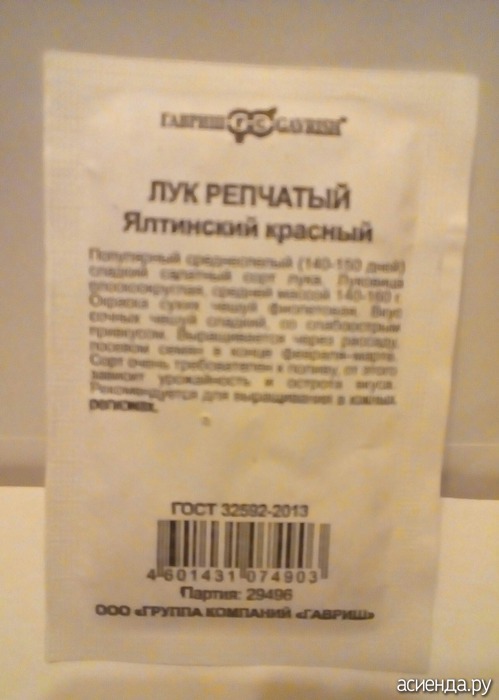 ГАВРИШ GAVRISH®
ЛУК РЕПЧАТЫЙ
Ялтинский красный
Популярный среднеспелый (140-150 дней)
сладкий салатный сорт лука. Луковица
плоскоокруглая, средней массой 140-160 г.
Окраска сухих чешуй фиолетовая. Вкус
сочных чешуй сладкий, со слабоострым
привкусом. Выращивается через рассаду,
посевом семян в конце февраля-марте.
Сорт очень требователен к поливу, от этого
зависит урожайность и острота вкуса.
Рекомендуется для выращивания в южных
регионах.
ГОСТ 32592-2013
4 601431 074903
Партия: 29496
ООО «ГРУППА КОМПАНИЙ «ГАВРИШ»
асиенда.ру